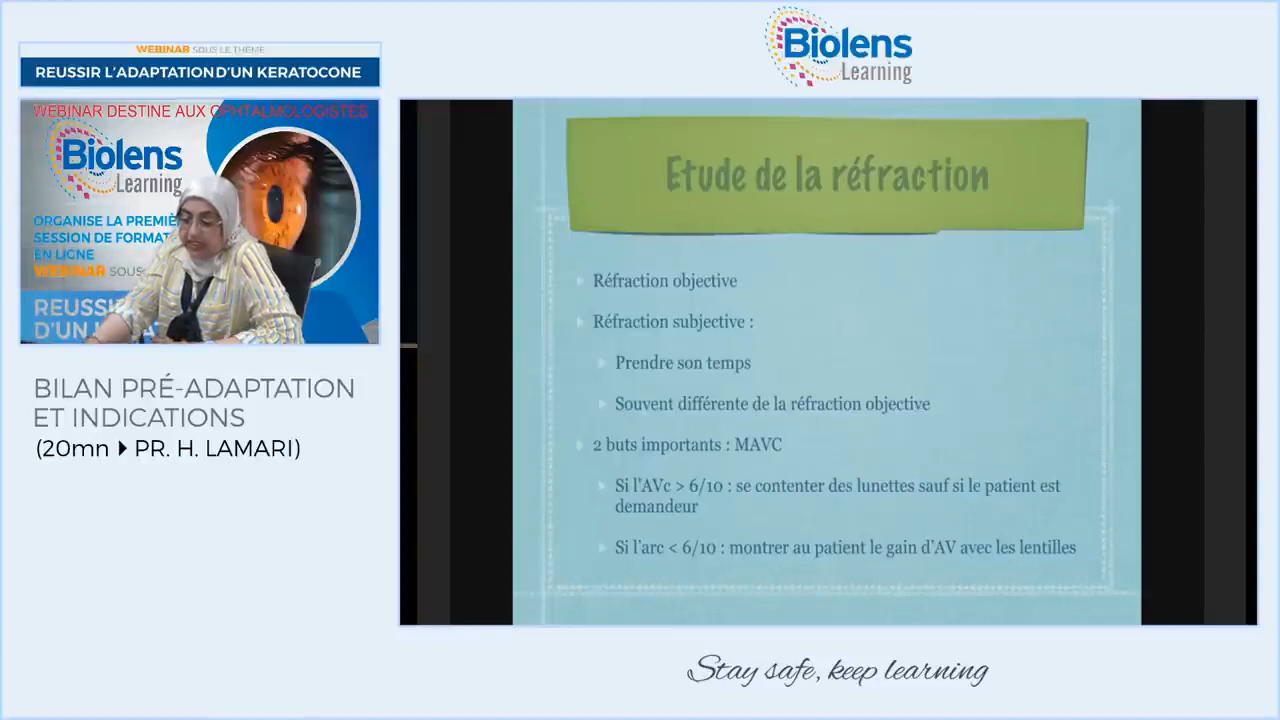 WEBINAR SOUS LE THÈME
REUSSIR L'ADAPTATION D'UN KERATOCONE
WEBINAR DESTINE AUX OPHTALMOLOGISTES
Biolens
Learning
ORGANISE LA PREMIÈ
SESSION DE FORMAT
EN LIGNE
WEBINAR SOUS
REUSSI
D'UN
BILAN PRÉ-ADAPTATION
ET INDICATIONS
(20mn PR. H. LAMARI)
Biolens
Learning
Etude de la réfraction
Réfraction objective
Réfraction subjective :
Prendre son temps
Souvent différente de la réfraction objective
2 buts importants : MAVC
Si l'AVc > 6/10 : se contenter des lunettes sauf si le patient est
demandeur
Si l'arc < 6/10 : montrer au patient le gain d'AV avec les lentilles
Stay safe, keep learning